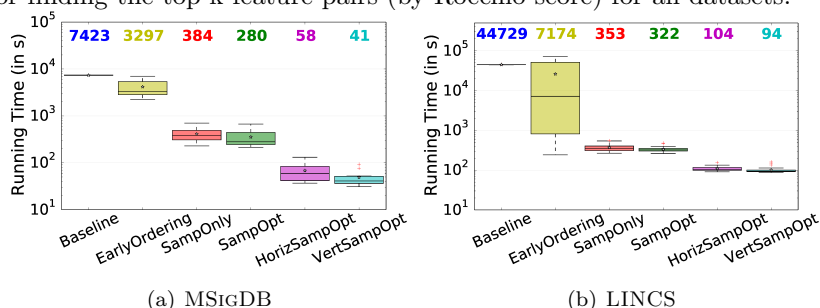 for finding the top-k feature pairs (by Rocchio score) for all datasets.
10^5
10^4
10^3
10^2
10^1
Running Time (in s)
7423 3297 384 280 58 41
Baseline
EarlyOrdering
SampOnly
SampOpt
HorizSampOpt
VertSampOpt
(a) MSIGDB
10^5
10^4
10^3
10^2
10^1
Running Time (in s)
44729 7174 353 322 104 94
Baseline
EarlyOrdering
SampOnly
SampOpt
HorizSampOpt
VertSampOpt
(b) LINCS